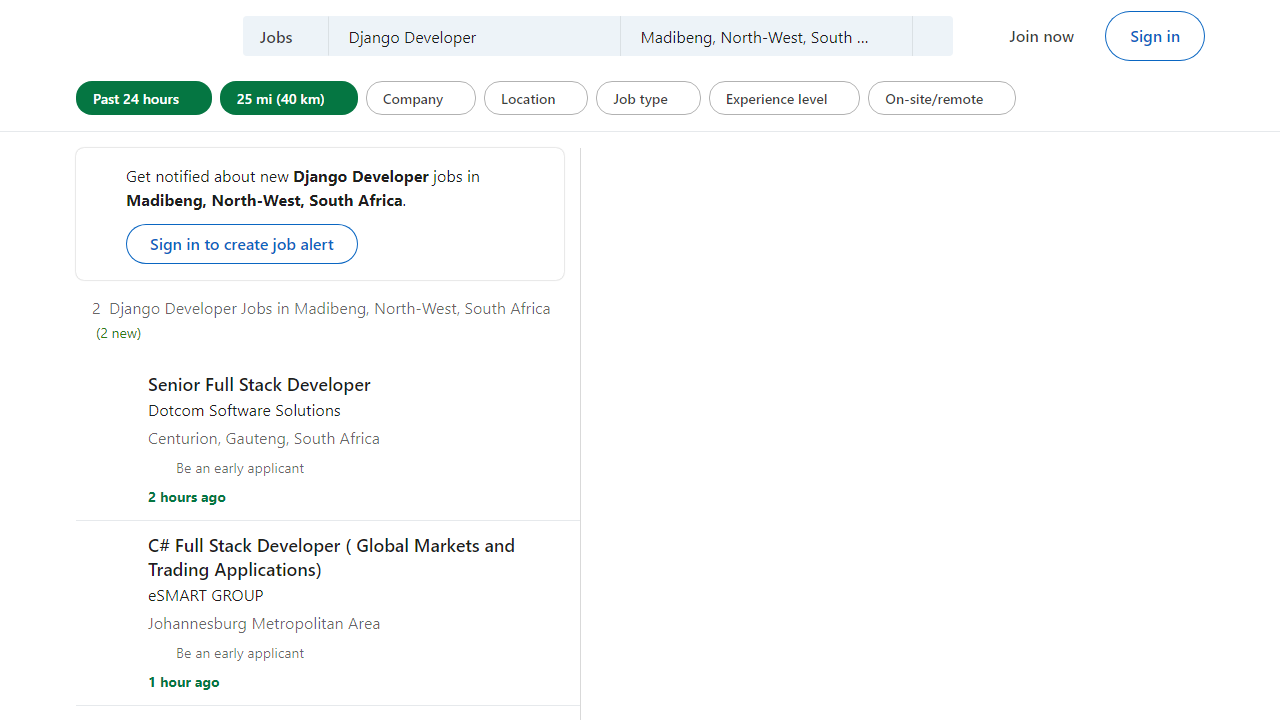 Jobs Django Developer Madibeng, North-West, South ... Join now Sign in
Past 24 hours 25 mi (40 km) Company Location Job type Experience level On-site/remote
Get notified about new Django Developer jobs in
Madibeng, North-West, South Africa.
Sign in to create job alert
2 Django Developer Jobs in Madibeng, North-West, South Africa
(2 new)
Senior Full Stack Developer
Dotcom Software Solutions
Centurion, Gauteng, South Africa
Be an early applicant
2 hours ago
C# Full Stack Developer ( Global Markets and
Trading Applications)
eSMART GROUP
Johannesburg Metropolitan Area
Be an early applicant
1 hour ago